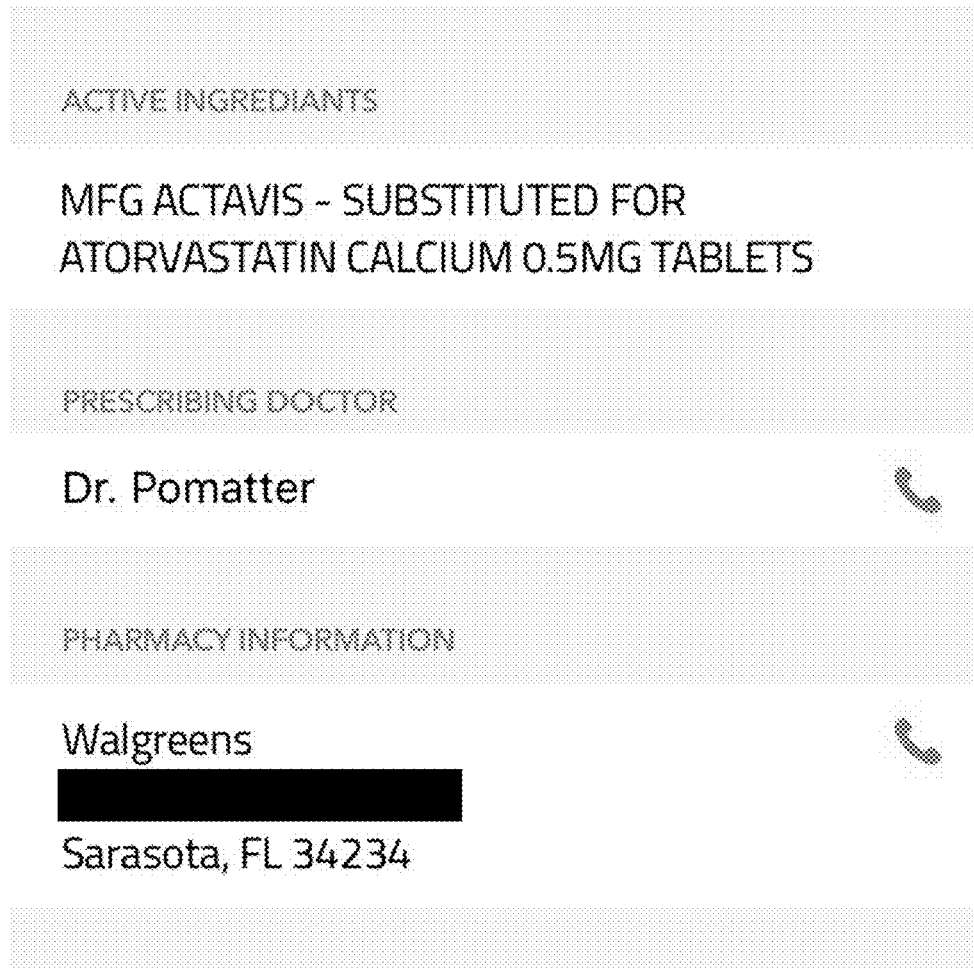 ACTIVE INGREDIANTS
MFG ACTAVIS - SUBSTITUTED FOR
ATORVASTATIN CALCIUM 0.5MG TABLETS
PRESCRIBING DOCTOR
Dr. Pomatter
PHARMACY INFORMATION
Walgreens
Sarasota, FL 34234